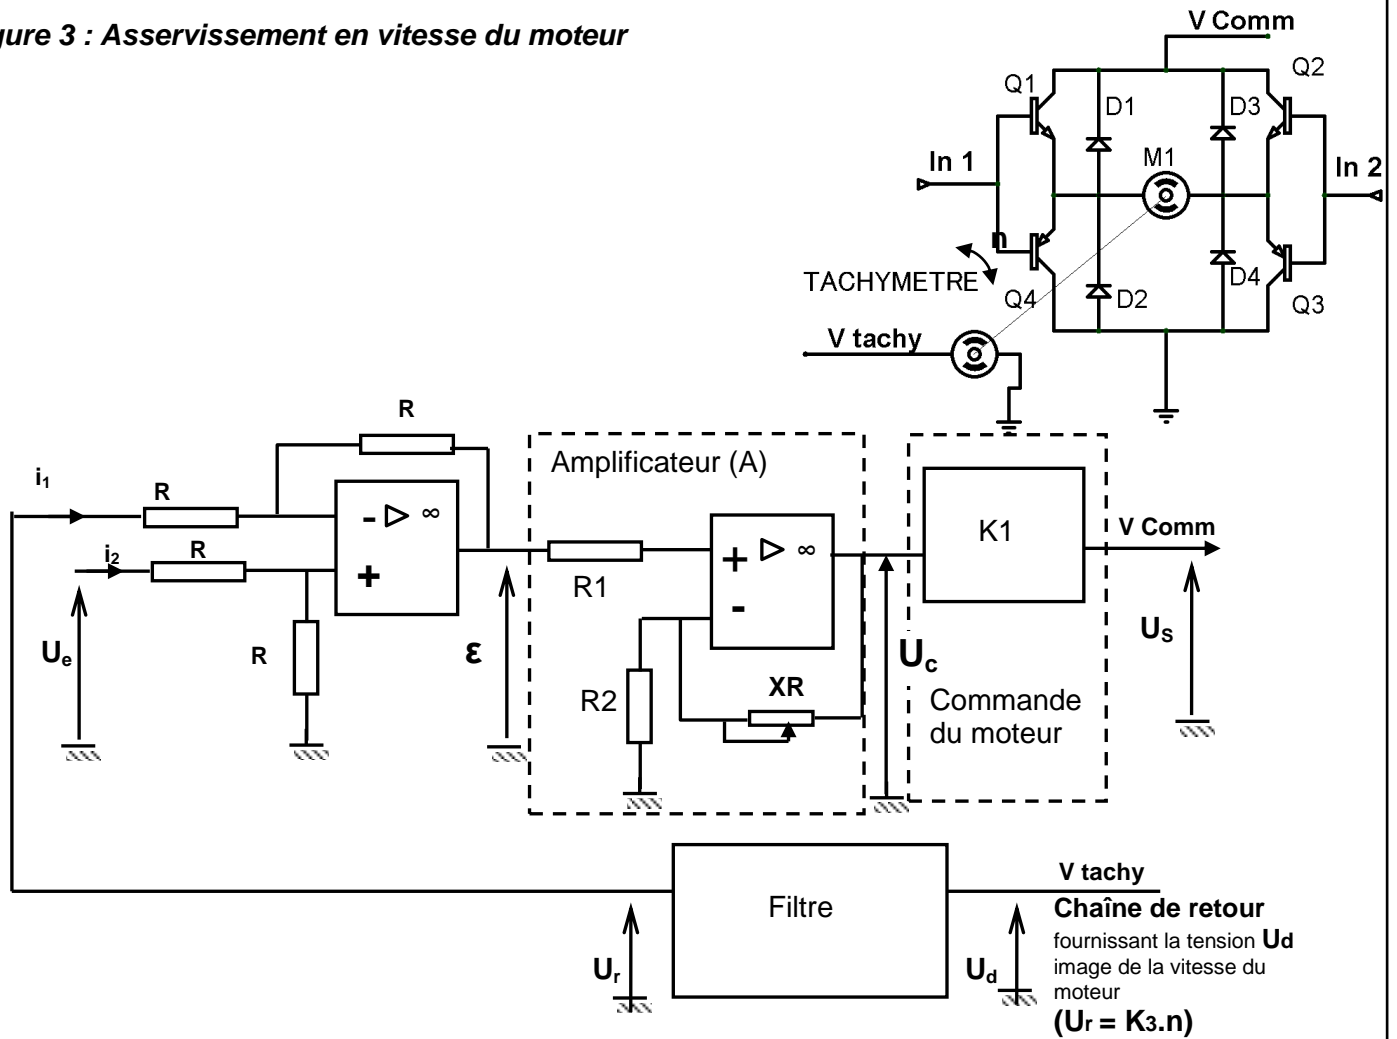 gure 3 : Asservissement en vitesse du moteur
V Comm
Q1
Q2
D1
D3
M1
In 1
In 2
n
TACHYMETRE
Q4
D2
D4
Q3
V tachy
R
i1
R
- ▷ ∞
i2
R
+
Ue
R
ε
Amplificateur (A)
R1
+ ▷ ∞
-
R2
XR
Uc
K1
V Comm
US
Commande
du moteur
Filtre
Ur
Ud
V tachy
Chaîne de retour
fournissant la tension Ud
image de la vitesse du
moteur
(Ur = K3.n)